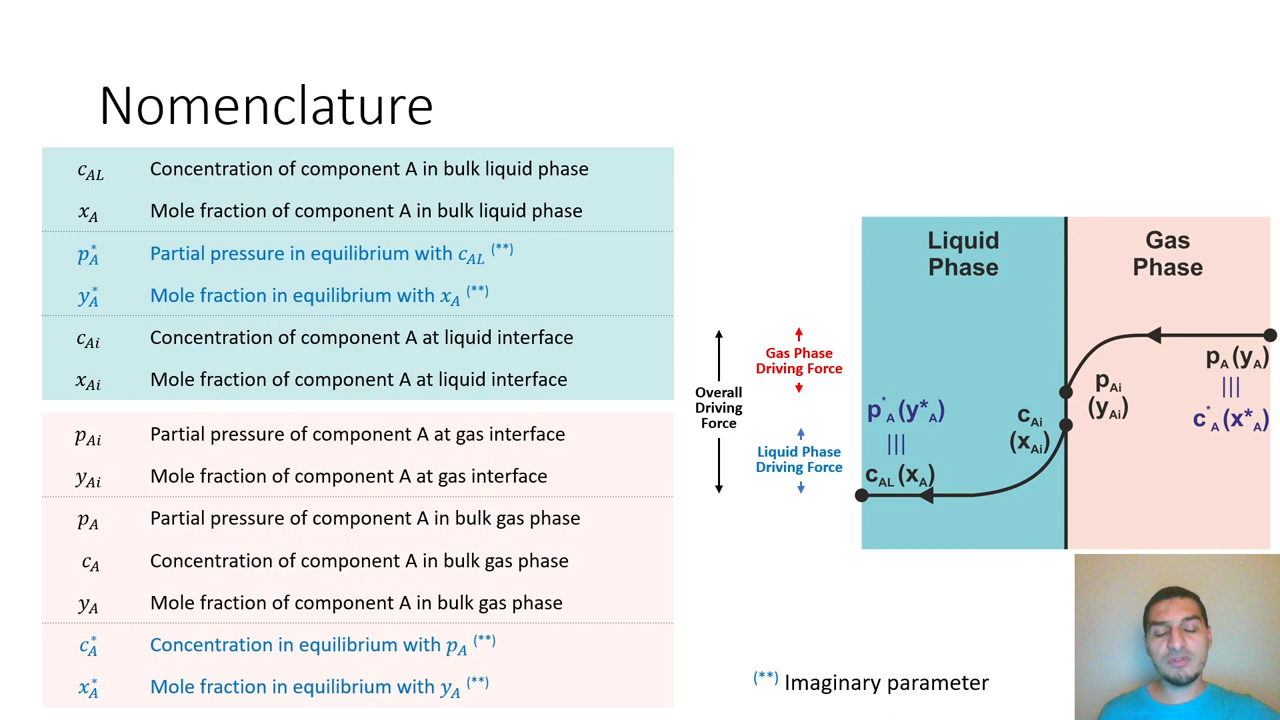 Nomenclature
c_AL Concentration of component A in bulk liquid phase
x_A Mole fraction of component A in bulk liquid phase
p_A^* Partial pressure in equilibrium with c_AL (**)
y_A^* Mole fraction in equilibrium with x_A (**)
c_Ai Concentration of component A at liquid interface
x_Ai Mole fraction of component A at liquid interface
p_Ai Partial pressure of component A at gas interface
y_Ai Mole fraction of component A at gas interface
p_A Partial pressure of component A in bulk gas phase
c_A Concentration of component A in bulk gas phase
y_A Mole fraction of component A in bulk gas phase
c_A^* Concentration in equilibrium with p_A (**)
x_A^* Mole fraction in equilibrium with y_A (**)
Overall
Driving
Force
Gas Phase
Driving Force
Liquid Phase
Driving Force
Liquid
Phase
Gas
Phase
p*_A (y*_A)
|||
c_AL (x_A)
c_Ai
(x_Ai)
p_Ai
(y_Ai)
p_A (y_A)
|||
c*_A (x*_A)
(**) Imaginary parameter